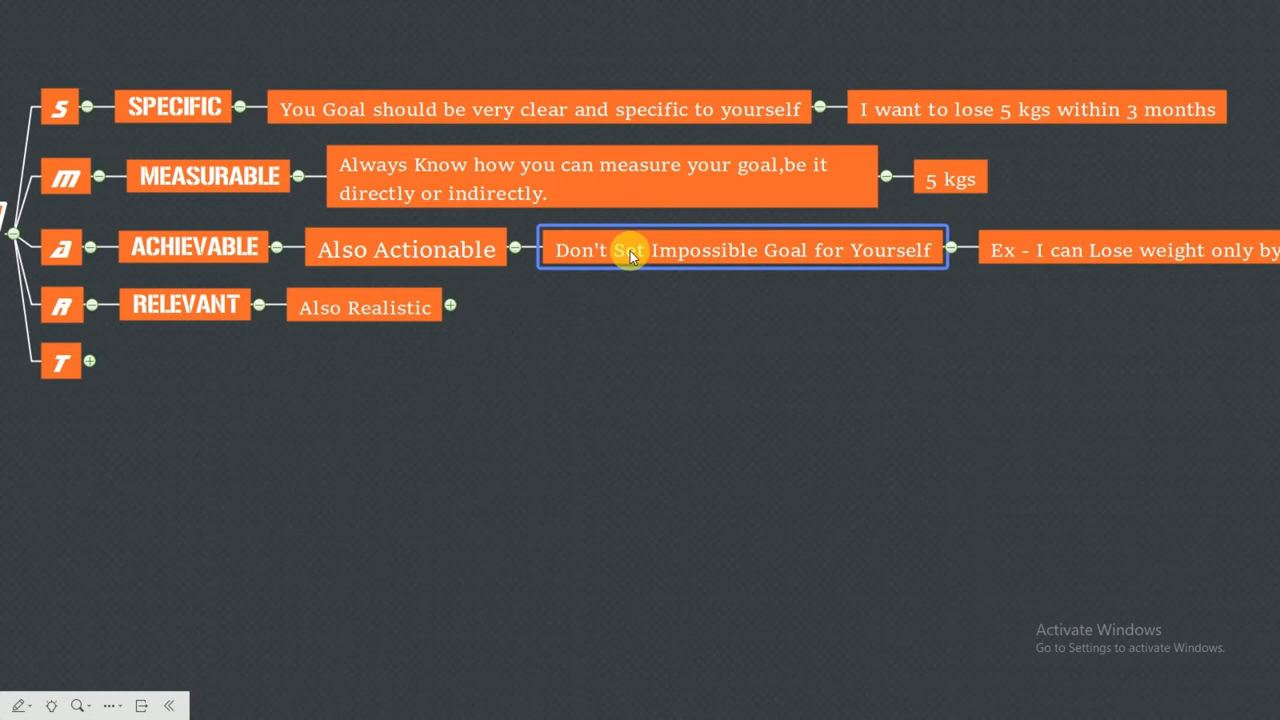 S SPECIFIC You Goal should be very clear and specific to yourself I want to lose 5 kgs within 3 months
M MEASURABLE Always Know how you can measure your goal,be it
directly or indirectly. 5 kgs
A ACHIEVABLE Also Actionable Don't Set Impossible Goal for Yourself Ex - I can Lose weight only by
R RELEVANT Also Realistic
T
Activate Windows
Go to Settings to activate Windows.